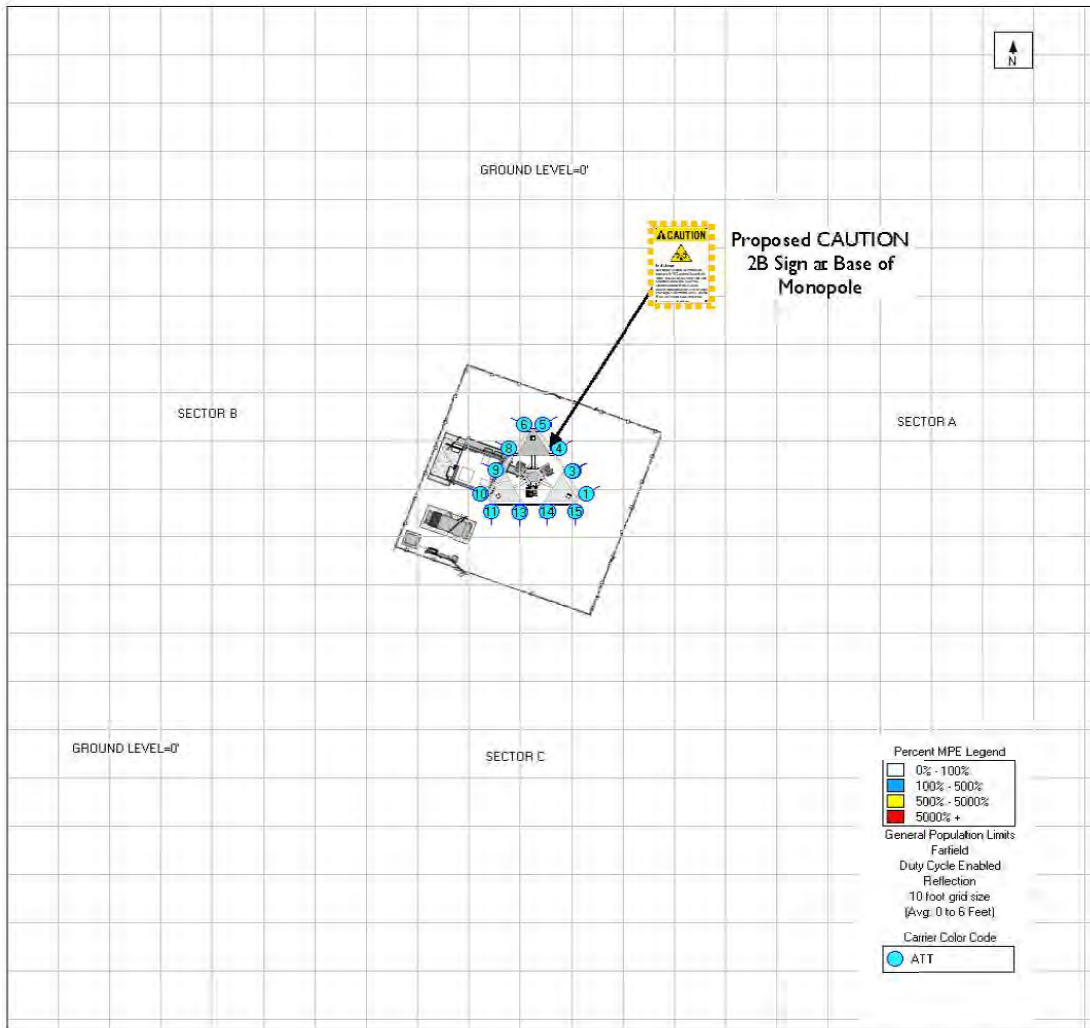 N
GROUND LEVEL=0'
CAUTION
Proposed CAUTION
2B Sign at Base of
Monopole
SECTOR B
SECTOR A
6 5
8 4
9 3
10 1
11 13 14 15
GROUND LEVEL=0'
SECTOR C
Percent MPE Legend
0% - 100%
100% - 500%
500% - 5000%
5000% +
General Population Limits
Farfield
Duty Cycle Enabled
Reflection
10 foot grid size
(Avg: 0 to 6 Feet)
Carrier Color Code
ATT